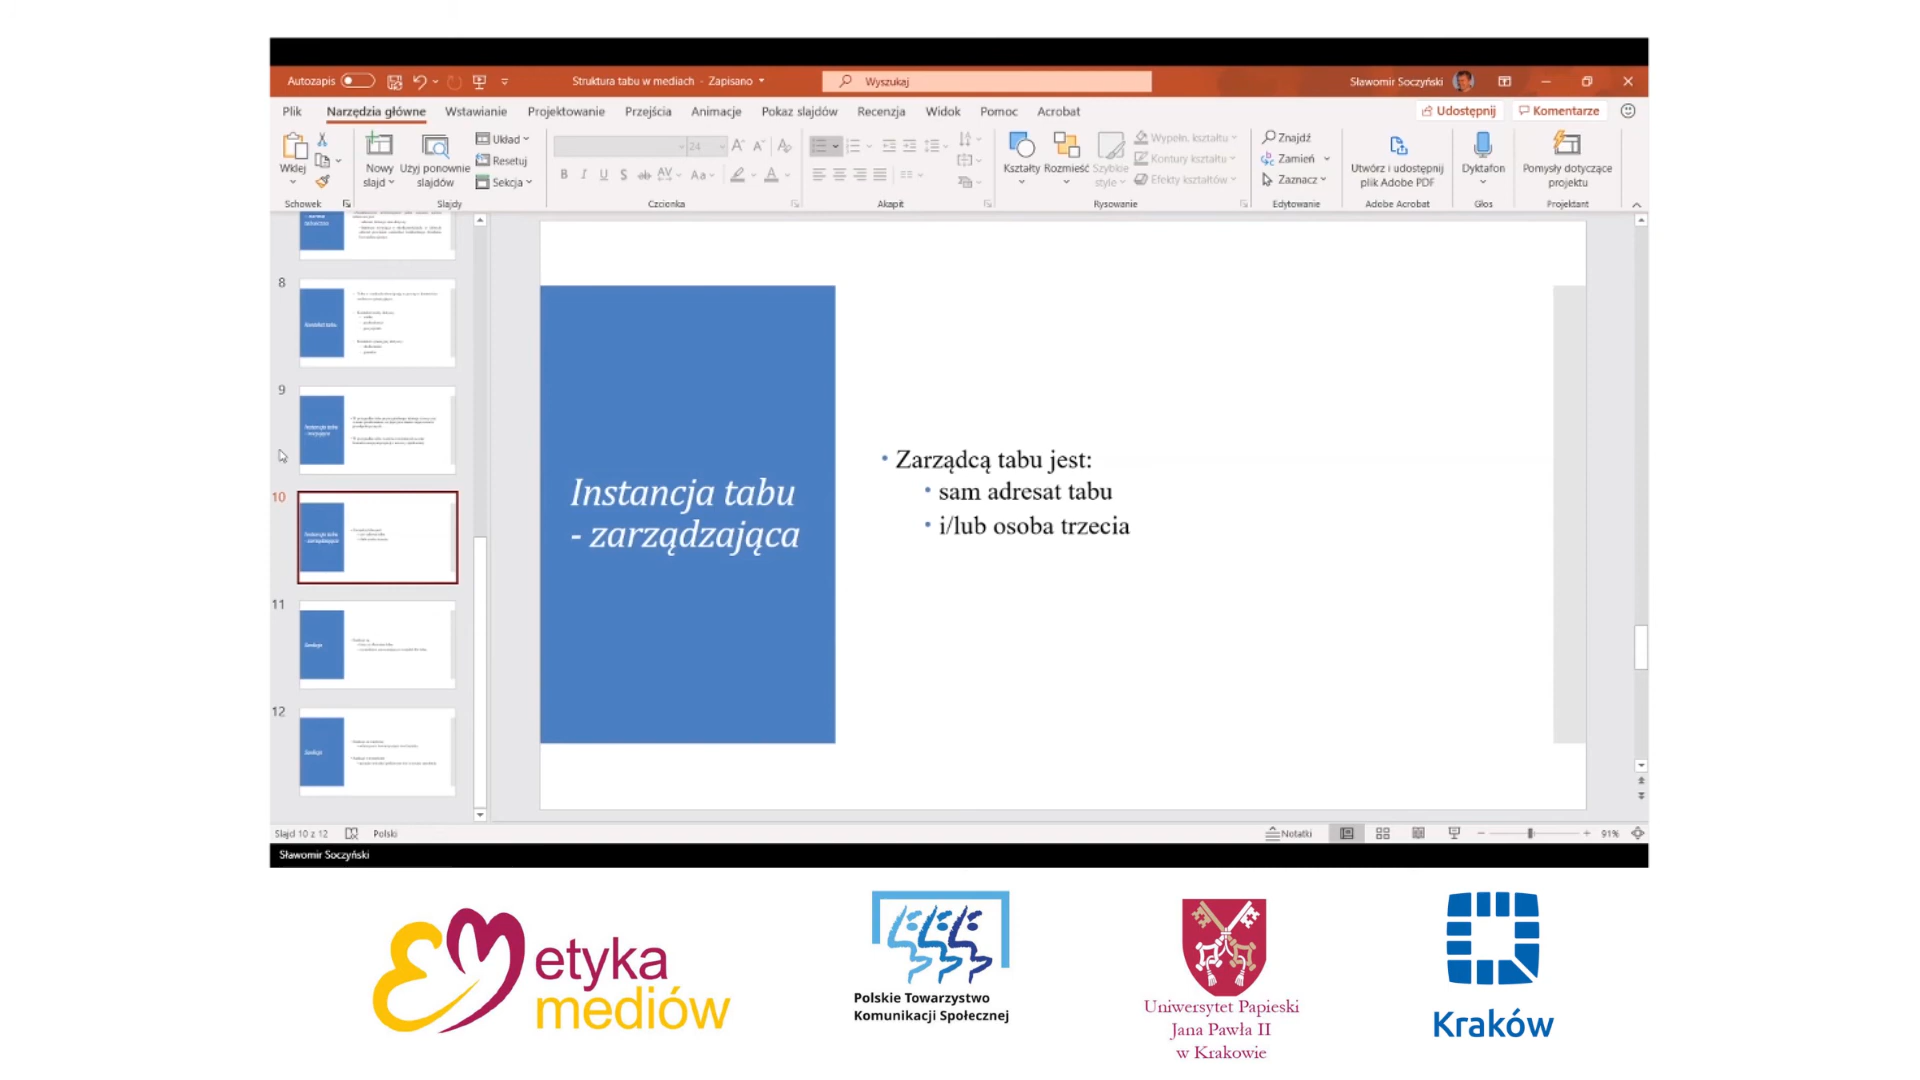 Autozapis
Struktura tabu w mediach - Zapisano
Wyszukaj
Sławomir Soczyński
Plik Narzędzia główne Wstawianie Projektowanie Przejścia Animacje Pokaz slajdów Recenzja Widok Pomoc Acrobat
Udostępnij Komentarze
Wklej
Nowy slajd
Użyj ponownie slajdów
Układ
Resetuj
Sekcja
24
Kształty
Rozmieść
Szybkie style
Wypełn. kształtu
Kontury kształtu
Efekty kształtów
Znajdź
Zamień
Zaznacz
Utwórz i udostępnij plik Adobe PDF
Dyktafon
Pomysły dotyczące projektu
Schowek Slajdy Czcionka Akapit Rysowanie Edytowanie Adobe Acrobat Głos Projektant
8
9
10
11
12
Instancja tabu
- zarządzająca
• Zarządcą tabu jest:
• sam adresat tabu
• i/lub osoba trzecia
Slajd 10 z 12 Polski
Notatki
91%
Sławomir Soczyński
etyka
mediów
Polskie Towarzystwo
Komunikacji Społecznej
Uniwersytet Papieski
Jana Pawła II
w Krakowie
Kraków